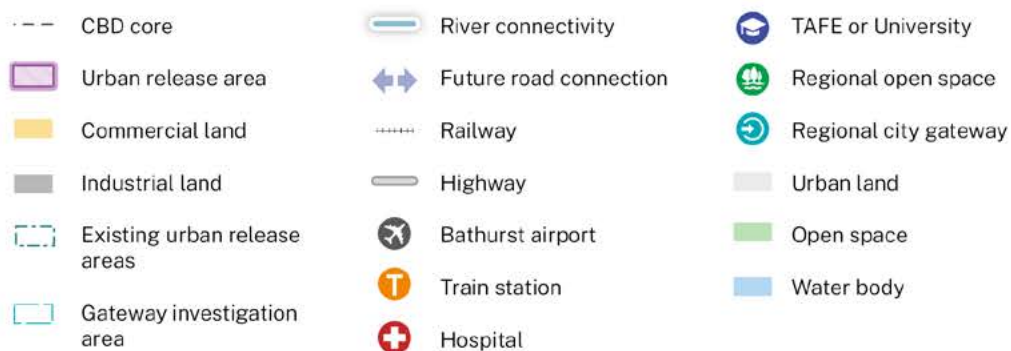 CBD core
Urban release area
Commercial land
Industrial land
Existing urban release
areas
Gateway investigation
area
River connectivity
Future road connection
Railway
Highway
Bathurst airport
T
Train station
Hospital
TAFE or University
Regional open space
Regional city gateway
Urban land
Open space
Water body